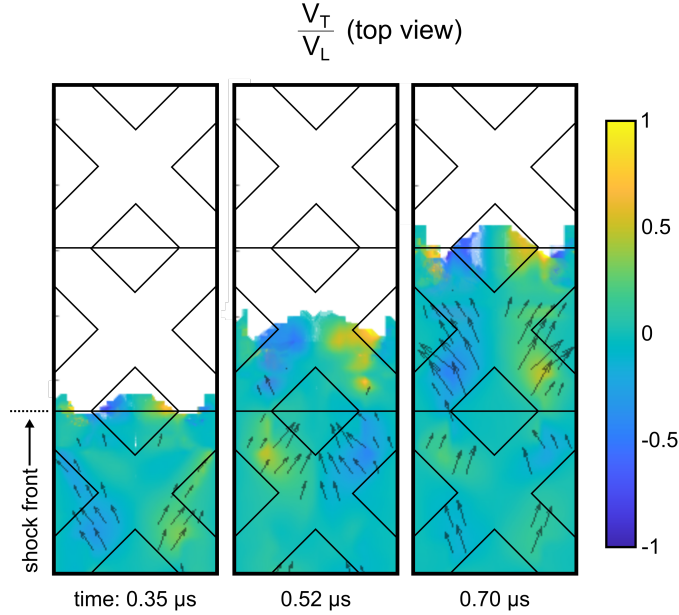 V_T
V_L (top view)
1
0.5
0
-0.5
-1
shock front
time: 0.35 μs
0.52 μs
0.70 μs